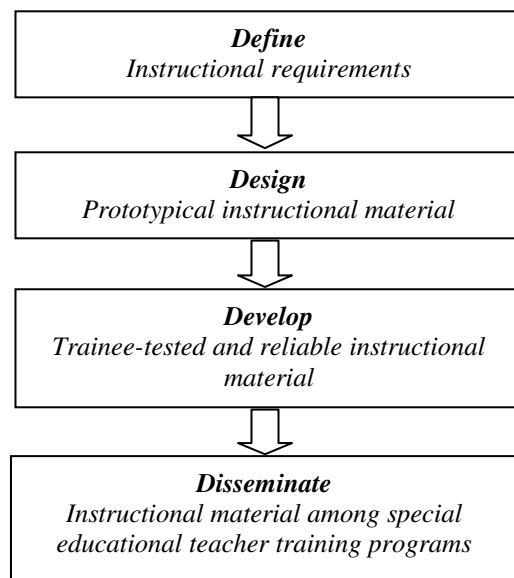 Define
Instructional requirements
Design
Prototypical instructional material
Develop
Trainee-tested and reliable instructional
material
Disseminate
Instructional material among special
educational teacher training programs